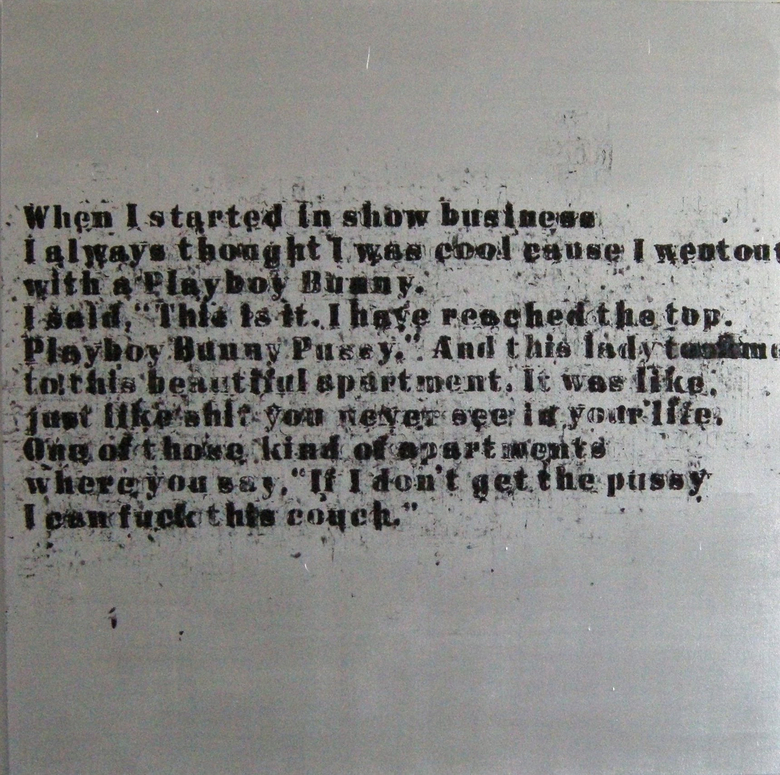 When I started in show business
I always thought I was cool cause I went out
with a Playboy Bunny.
I said, "This is it. I have reached the top.
Playboy Bunny Pussy." And this lady took me
to this beautiful apartment. It was like,
just like shit you never see in your life.
One of those kind of apartments
where you say, "If I don't get the pussy
I can fuck this couch."